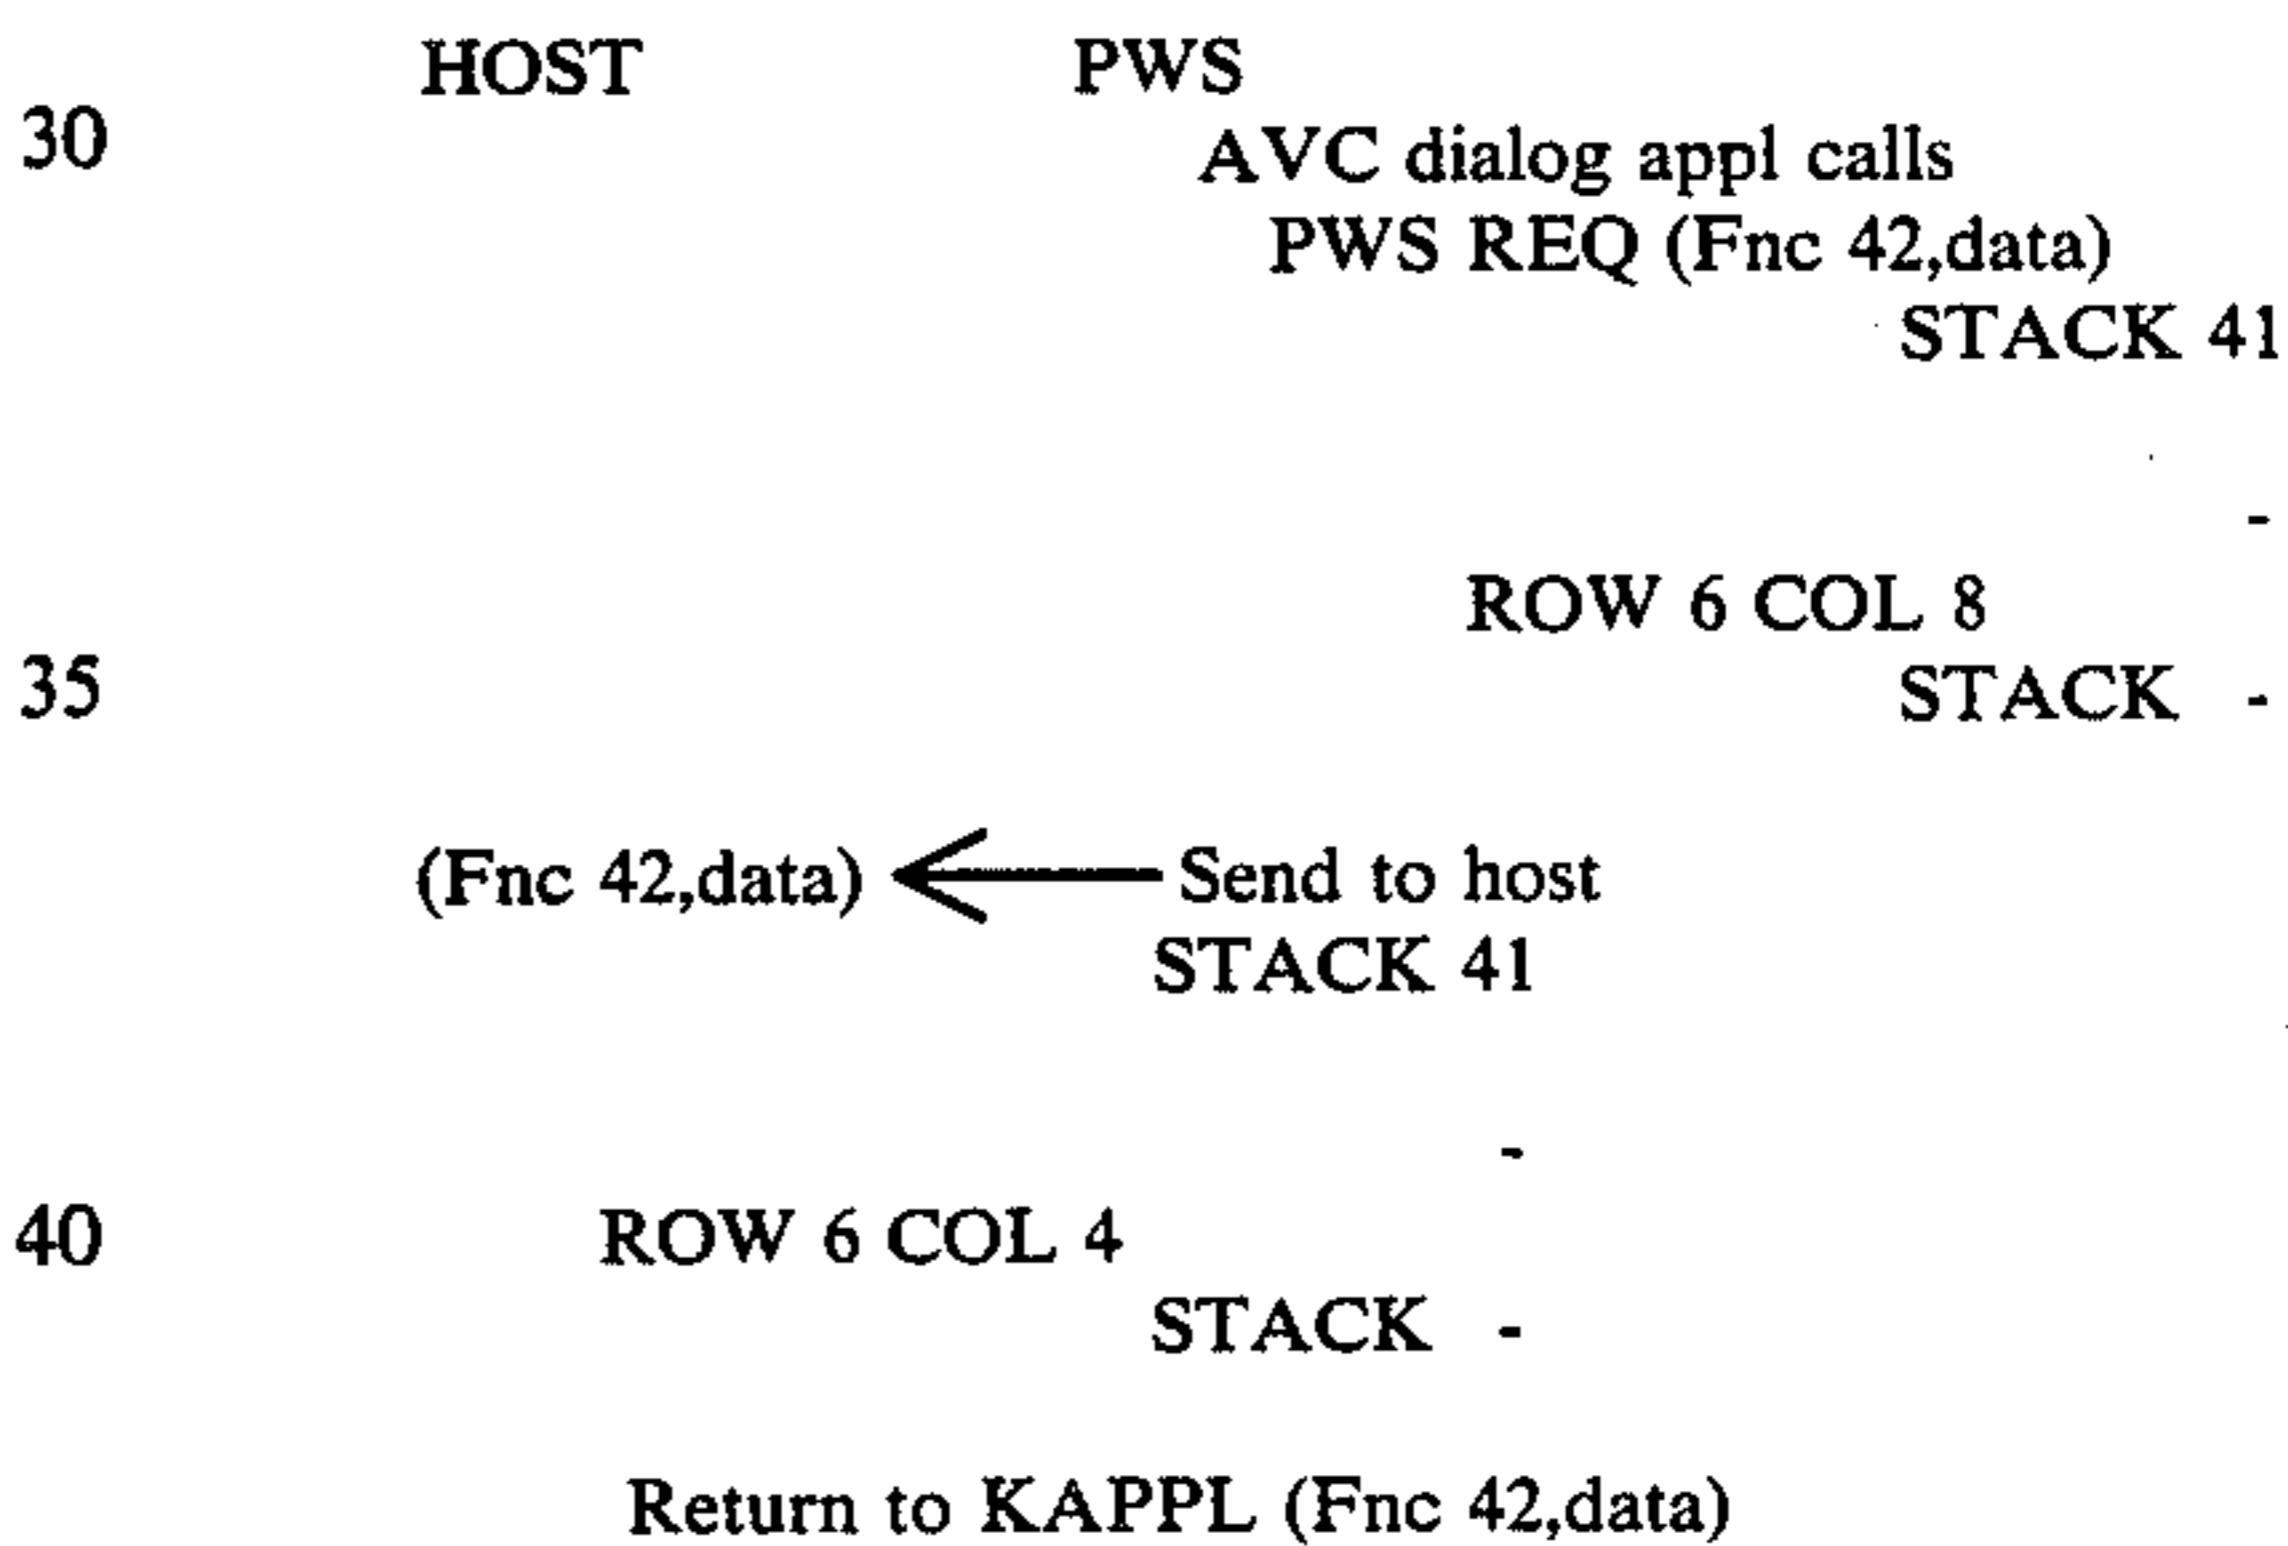 HOST PWS
30
AVC dialog appl calls
PWS REQ (Fnc 42,data)
STACK 41
-
ROW 6 COL 8
35
STACK -
(Fnc 42,data) Send to host
STACK 41
-
40 ROW 6 COL 4
STACK -
Return to KAPPL (Fnc 42,data)